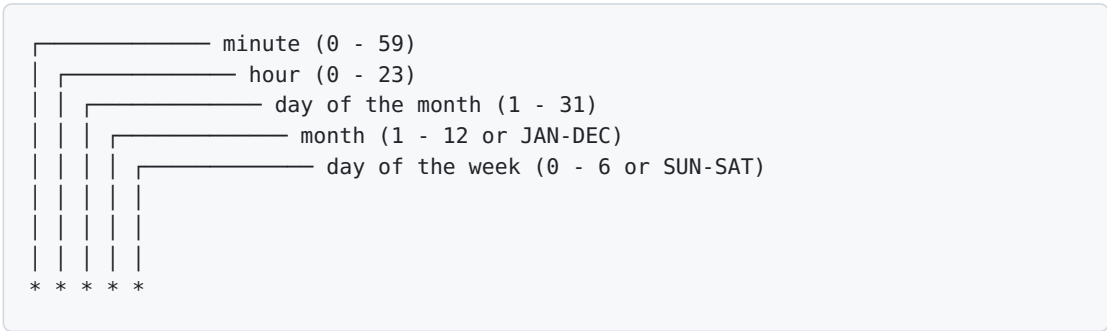 ┌───────────── minute (0 - 59)
│ ┌───────────── hour (0 - 23)
│ │ ┌───────────── day of the month (1 - 31)
│ │ │ ┌───────────── month (1 - 12 or JAN-DEC)
│ │ │ │ ┌───────────── day of the week (0 - 6 or SUN-SAT)
│ │ │ │ │
│ │ │ │ │
│ │ │ │ │
* * * * *